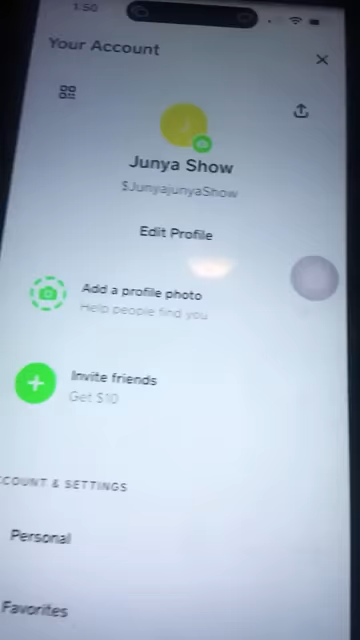 1:50
Your Account
J
Junya Show
$JunyajunyaShow
Edit Profile
Add a profile photo
Help people find you
Invite friends
Get $10
CCOUNT & SETTINGS
Personal
Favorites